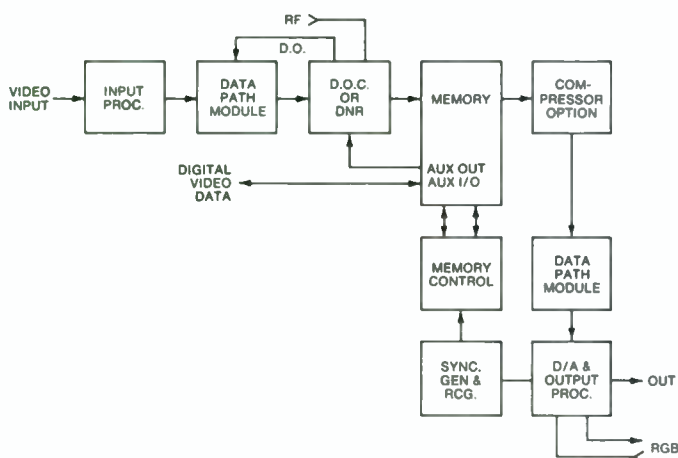 RF
D.O.
VIDEO
INPUT
INPUT
PROC.
DATA
PATH
MODULE
D.O.C.
OR
DNR
MEMORY
AUX OUT
AUX I/O
COM-
PRESSOR
OPTION
DIGITAL
VIDEO
DATA
MEMORY
CONTROL
DATA
PATH
MODULE
SYNC.
GEN &
RCG.
D/A &
OUTPUT
PROC.
OUT
RGB